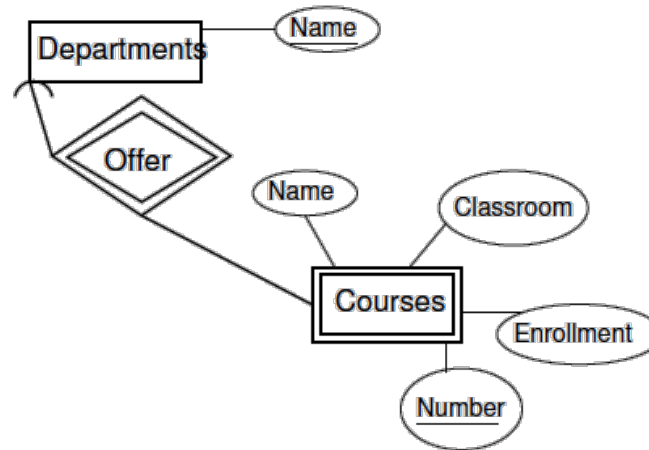 Name
Departments
Offer
Name
Classroom
Courses
Enrollment
Number